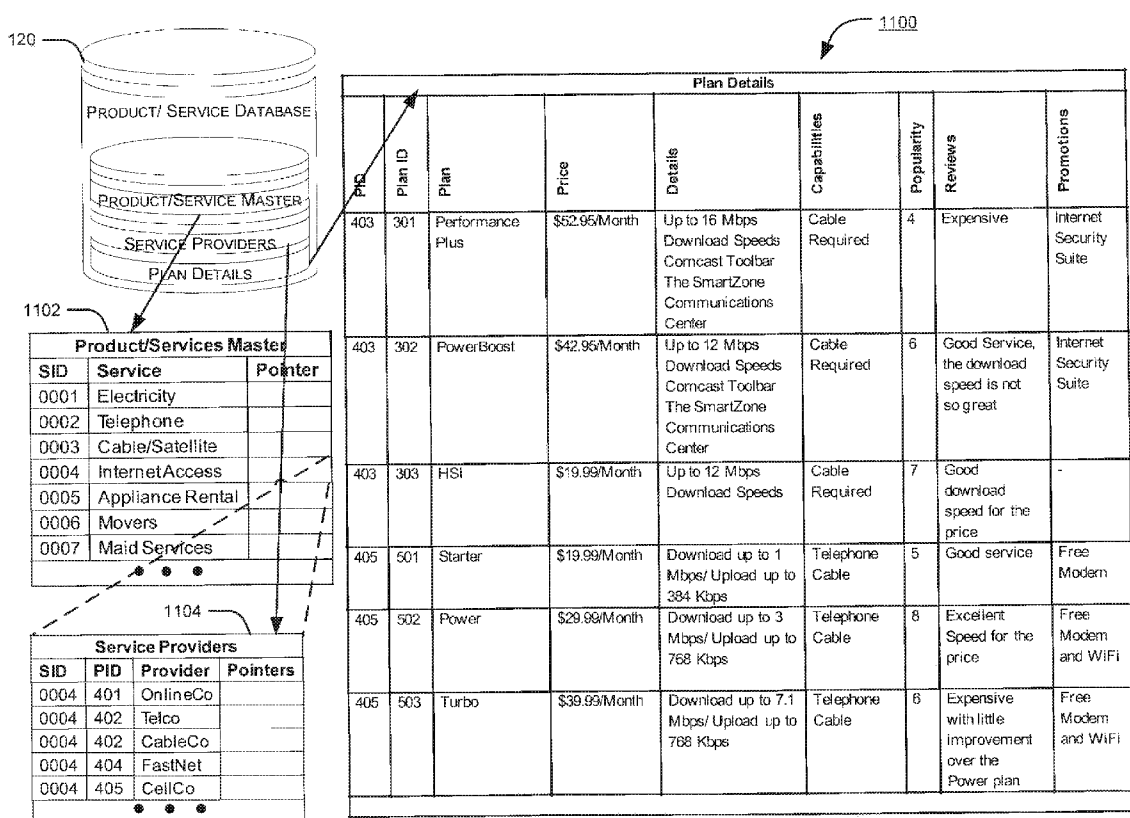 1100
120
PRODUCT/ SERVICE DATABASE
PRODUCT/SERVICE MASTER
SERVICE PROVIDERS
PLAN DETAILS
Plan Details
PID Plan ID Plan Price Details Capabilities Popularity Reviews Promotions
403 301 Performance $52.95/Month Up to 16 Mbps Cable 4 Expensive Internet
Plus Download Speeds Required Security
Comcast Toolbar Suite
The SmartZone
Communications
Center
403 302 PowerBoost $42.95/Month Up to 12 Mbps Cable 6 Good Service, Internet
Download Speeds Required the download Security
Comcast Toolbar speed is not Suite
The SmartZone so great
Communications
Center
403 303 HSI $19.99/Month Up to 12 Mbps Cable 7 Good -
Download Speeds Required download
speed for the
price
405 501 Starter $19.99/Month Download up to 1 Telephone 5 Good service Free
Mbps/ Upload up to Cable Modem
384 Kbps
405 502 Power $29.99/Month Download up to 3 Telephone 8 Excellent Free
Mbps/ Upload up to Cable Speed for the Modem
768 Kbps price and WiFi
405 503 Turbo $39.99/Month Download up to 7.1 Telephone 6 Expensive Free
Mbps/ Upload up to Cable with little Modem
768 Kbps improvement and WiFi
over the
Power plan
1102
Product/Services Master
SID Service Pointer
0001 Electricity
0002 Telephone
0003 Cable/Satellite
0004 Internet Access
0005 Appliance Rental
0006 Movers
0007 Maid Services
1104
Service Providers
SID PID Provider Pointers
0004 401 OnlineCo
0004 402 Telco
0004 402 CableCo
0004 404 FastNet
0004 405 CellCo